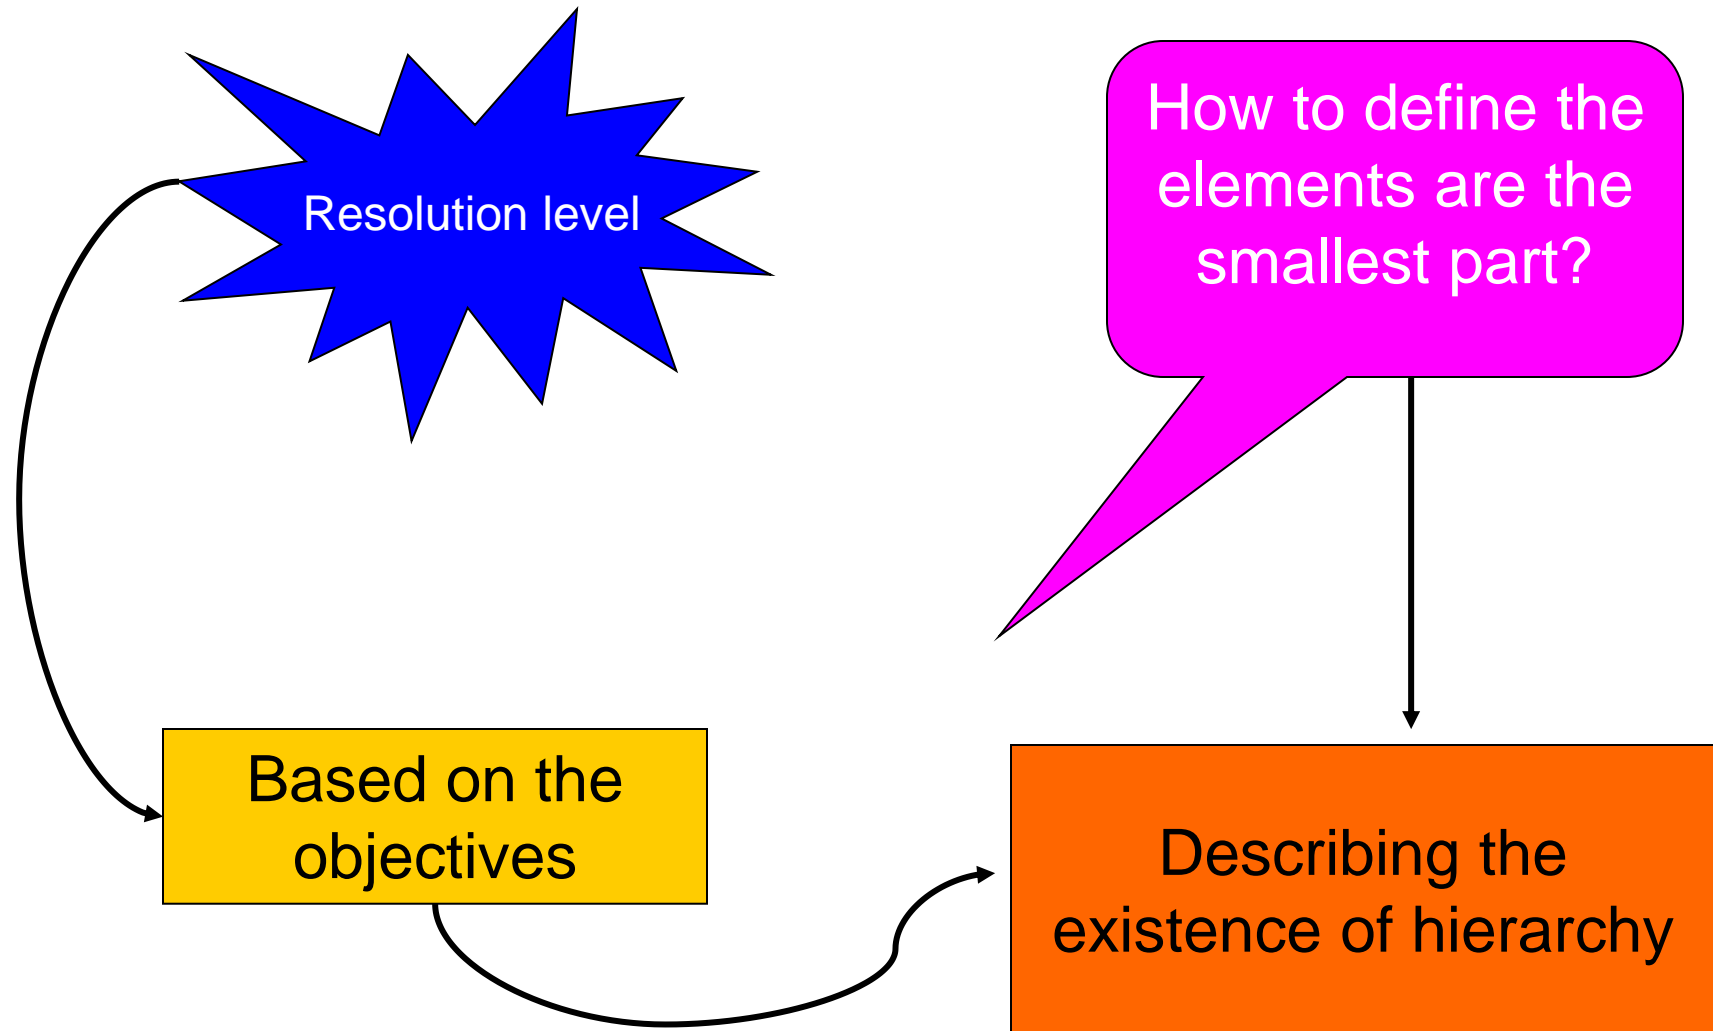 Resolution level
How to define the
elements are the
smallest part?
Based on the
objectives
Describing the
existence of hierarchy